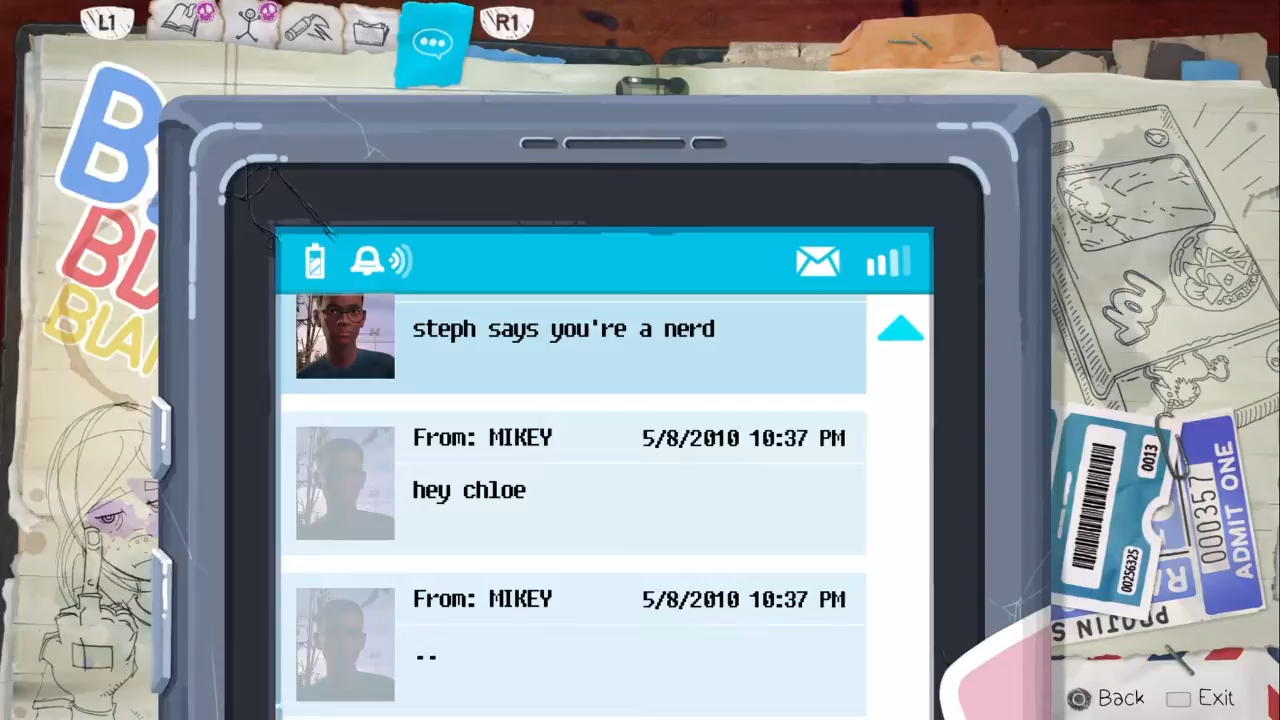 L1
R1
steph says you're a nerd
From: MIKEY 5/8/2010 10:37 PM
hey chloe
From: MIKEY 5/8/2010 10:37 PM
--
0013
00256325
000357
ADMIT ONE
Back
Exit